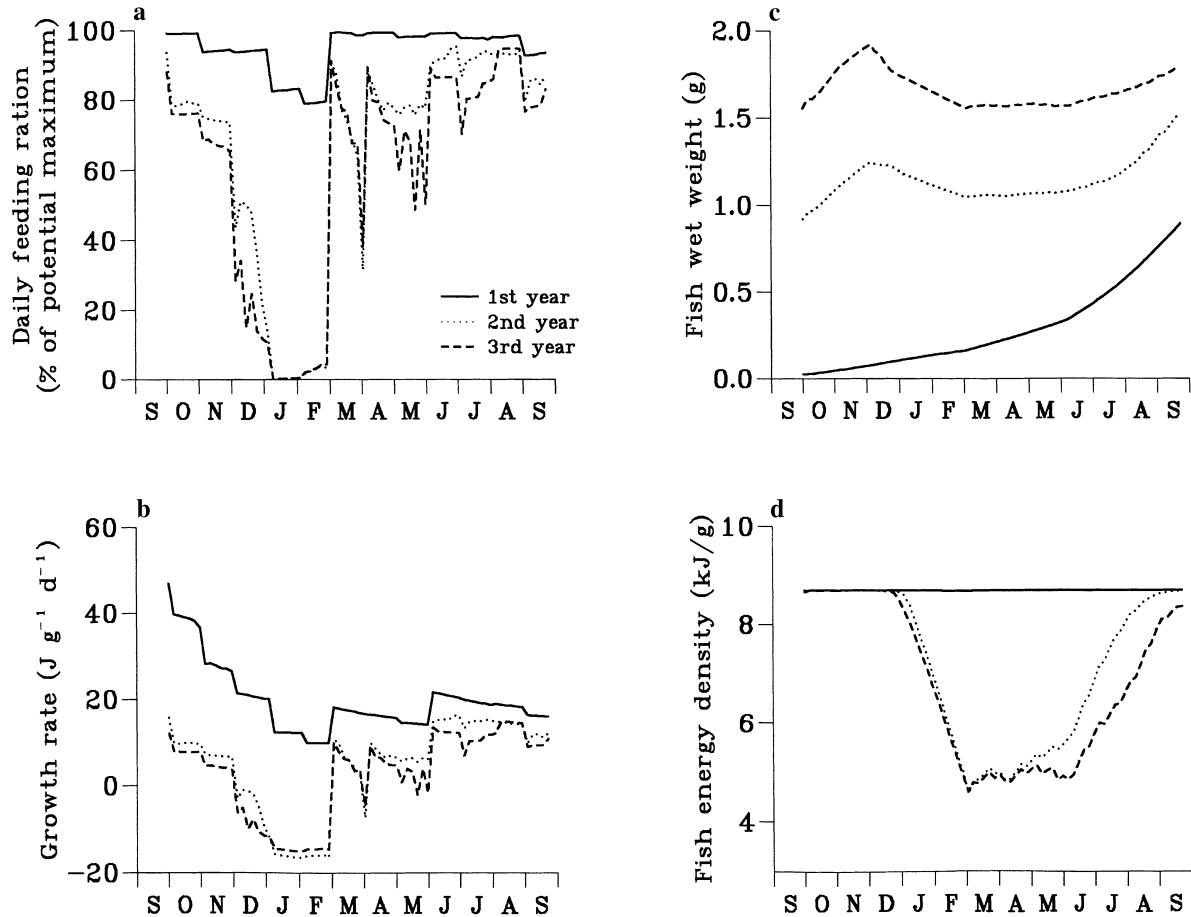 a
Daily feeding ration
(% of potential maximum)
100
80
60
40
20
0
1st year
2nd year
3rd year
S O N D J F M A M J J A S
c
Fish wet weight (g)
2.0
1.5
1.0
0.5
0.0
S O N D J F M A M J J A S
b
Growth rate (J g⁻¹ d⁻¹)
60
40
20
0
−20
S O N D J F M A M J J A S
d
Fish energy density (kJ/g)
10
8
6
4
S O N D J F M A M J J A S